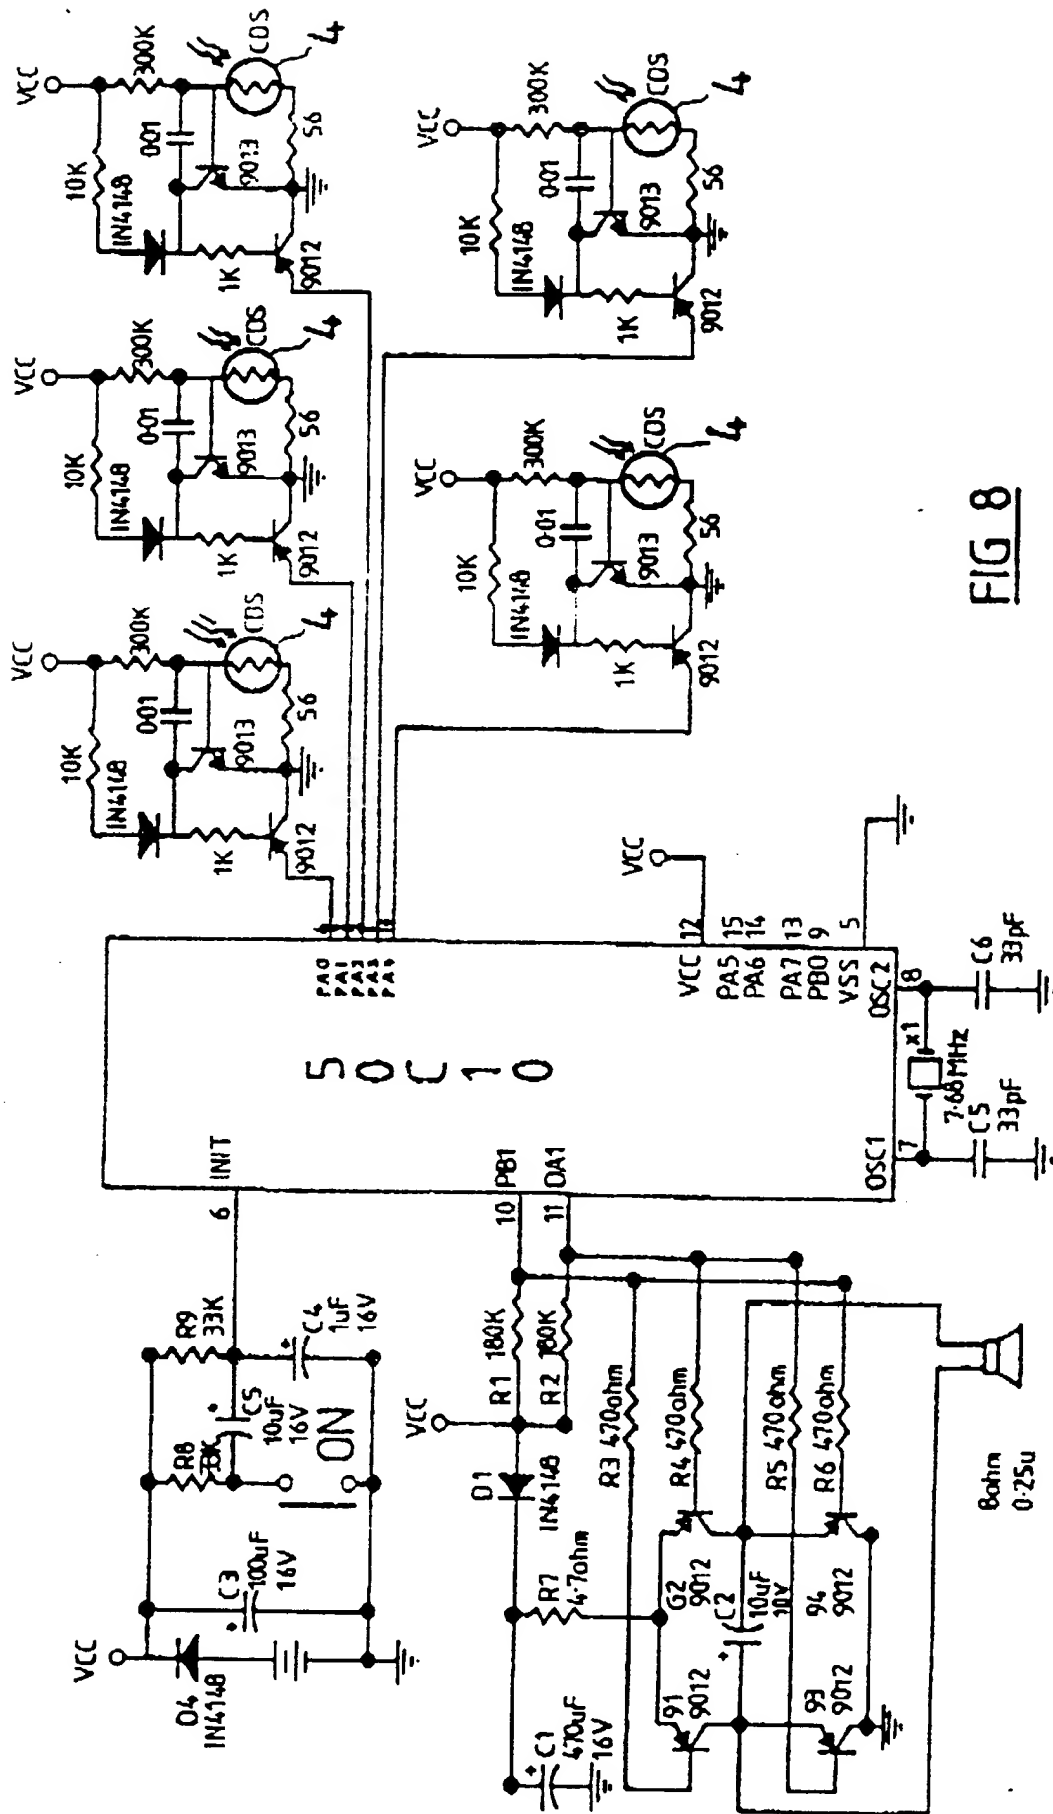 VCC
300K
CDS
4
10K
0·01
IN4148
9013
56
1K
9012
VCC
300K
CDS
4
10K
0·01
IN4148
9013
56
1K
9012
VCC
300K
CDS
4
10K
0·01
IN4148
9013
56
1K
9012
VCC
300K
CDS
4
10K
0·01
IN4148
9013
56
1K
9012
VCC
300K
CDS
4
10K
0·01
IN4148
9013
56
1K
9012
FIG 8
PA0
PA1
PA2
PA3
PA4
50C10
VCC
VCC 12
PA5 15
PA6 14
PA7 13
PB0 9
VSS 5
OSC2
8
OSC1
7
x1
7·68MHz
C5
33pF
C6
33pF
INIT
6
PB1
10
OA1
11
R9
33K
C4
1uF
16V
R8
C5
10uF
16V
ON
C3
100uF
16V
VCC
D4
IN4148
VCC
R1 180K
R2 180K
D1
IN4148
R3 470ohm
R4 470ohm
R5 470ohm
R6 470ohm
R7
4·7ohm
C1
470uF
16V
91
9012
G2
9012
C2
10uF
10V
93
9012
94
9012
8ohm
0·25u